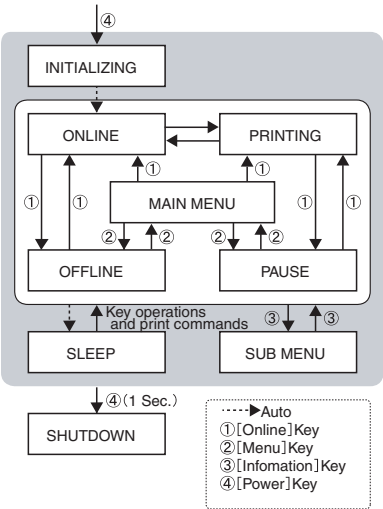 ④
INITIALIZING
ONLINE
PRINTING
①
①
①
①
MAIN MENU
①
①
②
②
②
②
OFFLINE
PAUSE
Key operations
and print commands
③
③
SLEEP
SUB MENU
④(1 Sec.)
SHUTDOWN
Auto
①[Online]Key
②[Menu]Key
③[Infomation]Key
④[Power]Key